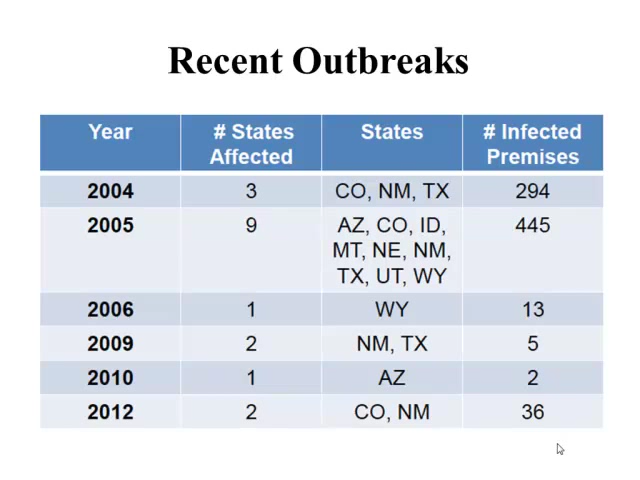 Recent Outbreaks
Year # States Affected States # Infected Premises
2004 3 CO, NM, TX 294
2005 9 AZ, CO, ID, MT, NE, NM, TX, UT, WY 445
2006 1 WY 13
2009 2 NM, TX 5
2010 1 AZ 2
2012 2 CO, NM 36